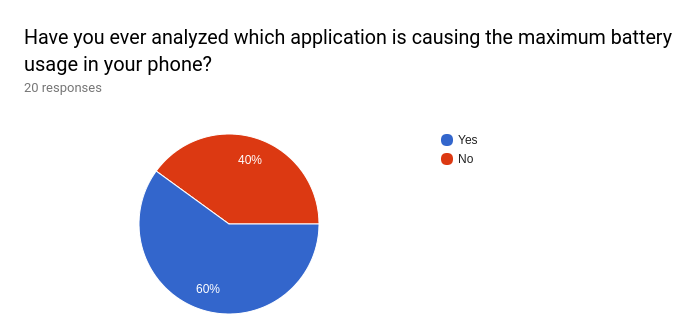 Have you ever analyzed which application is causing the maximum battery
usage in your phone?
20 responses
Yes
No
40%
60%